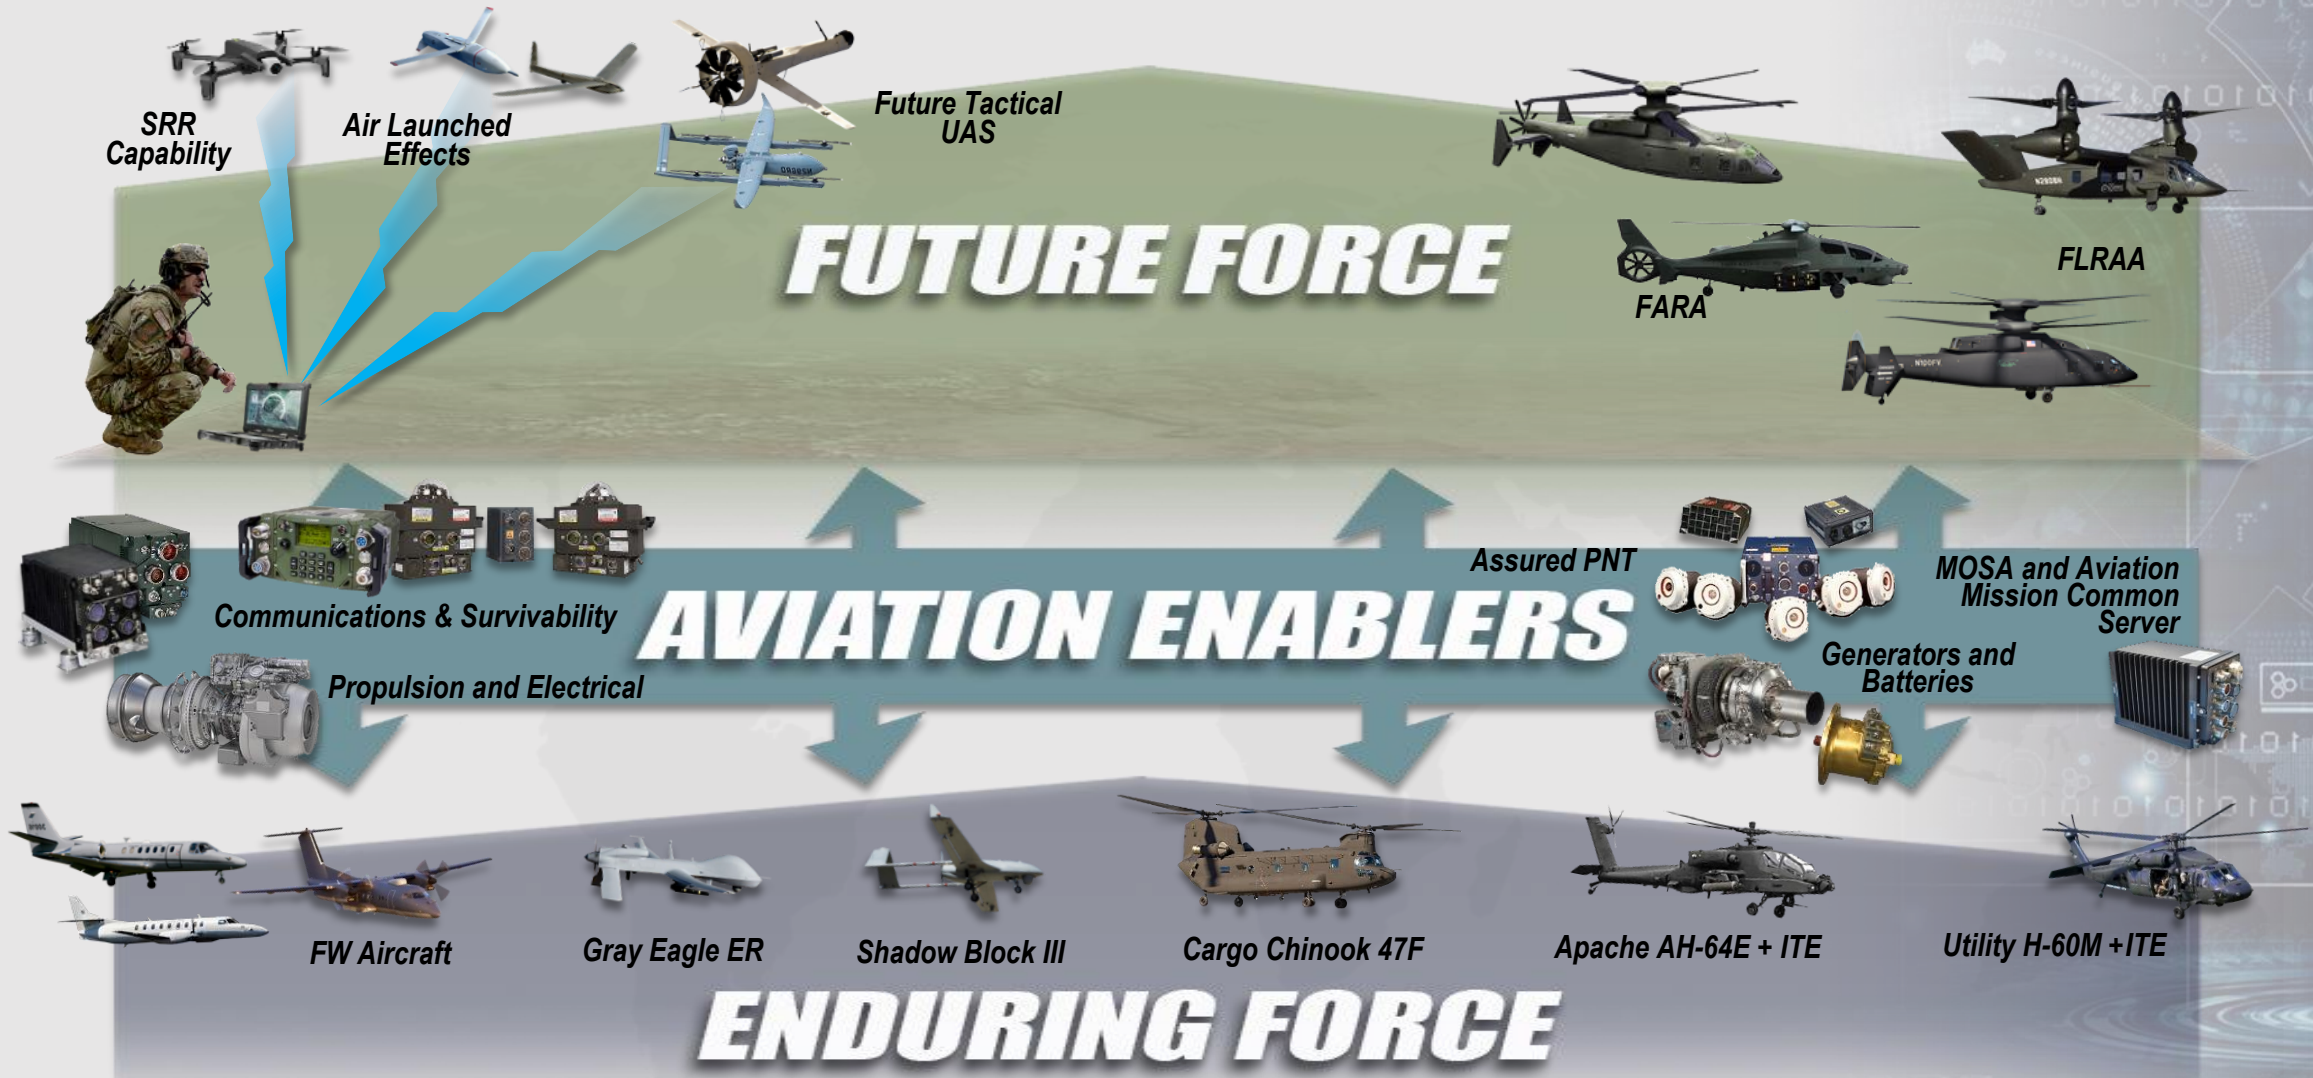 SRR
Capability
Air Launched
Effects
Future Tactical
UAS
FUTURE FORCE
FARA
FLRAA
N280BH
N100FV
Communications & Survivability
Propulsion and Electrical
AVIATION ENABLERS
Assured PNT
MOSA and Aviation
Mission Common
Server
Generators and
Batteries
FW Aircraft
Gray Eagle ER
Shadow Block III
Cargo Chinook 47F
Apache AH-64E + ITE
Utility H-60M +ITE
ENDURING FORCE